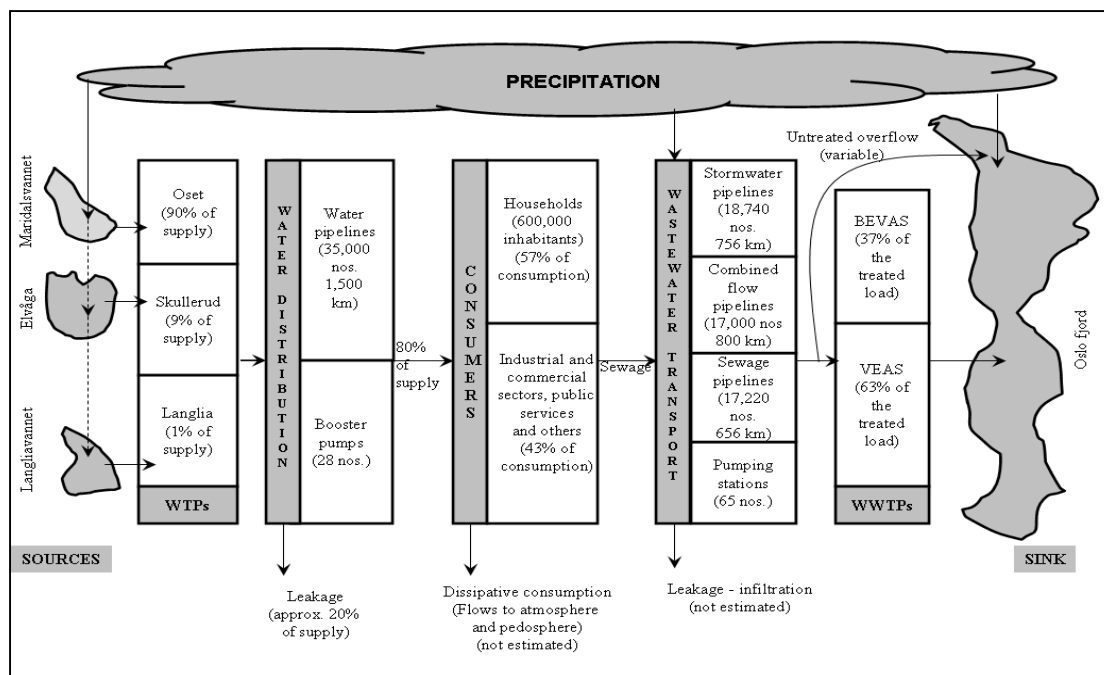 PRECIPITATION
Maridalsvannet
Elvåga
Langliavannet
SOURCES
Oset
(90% of
supply)
Skullerud
(9% of
supply)
Langlia
(1% of
supply)
WTPs
WATER DISTRIBUTION
Water
pipelines
(35,000
nos.
1,500
km)
Booster
pumps
(28 nos.)
Leakage
(approx. 20%
of supply)
80%
of
supply
CONSUMERS
Households
(600,000
inhabitants)
(57% of
consumption)
Industrial and
commercial
sectors, public
services
and others
(43% of
consumption)
Dissipative consumption
(Flows to atmosphere
and pedosphere)
(not estimated)
Sewage
WASTEWATER TRANSPORT
Stormwater
pipelines
(18,740
nos.
756 km)
Combined
flow
pipelines
(17,000 nos
800 km)
Sewage
pipelines
(17,220
nos.
656 km)
Pumping
stations
(65 nos.)
Leakage - infiltration
(not estimated)
Untreated overflow
(variable)
BEVAS
(37% of
the
treated
load)
VEAS
(63% of
the
treated
load)
WWTPs
Oslo fjord
SINK